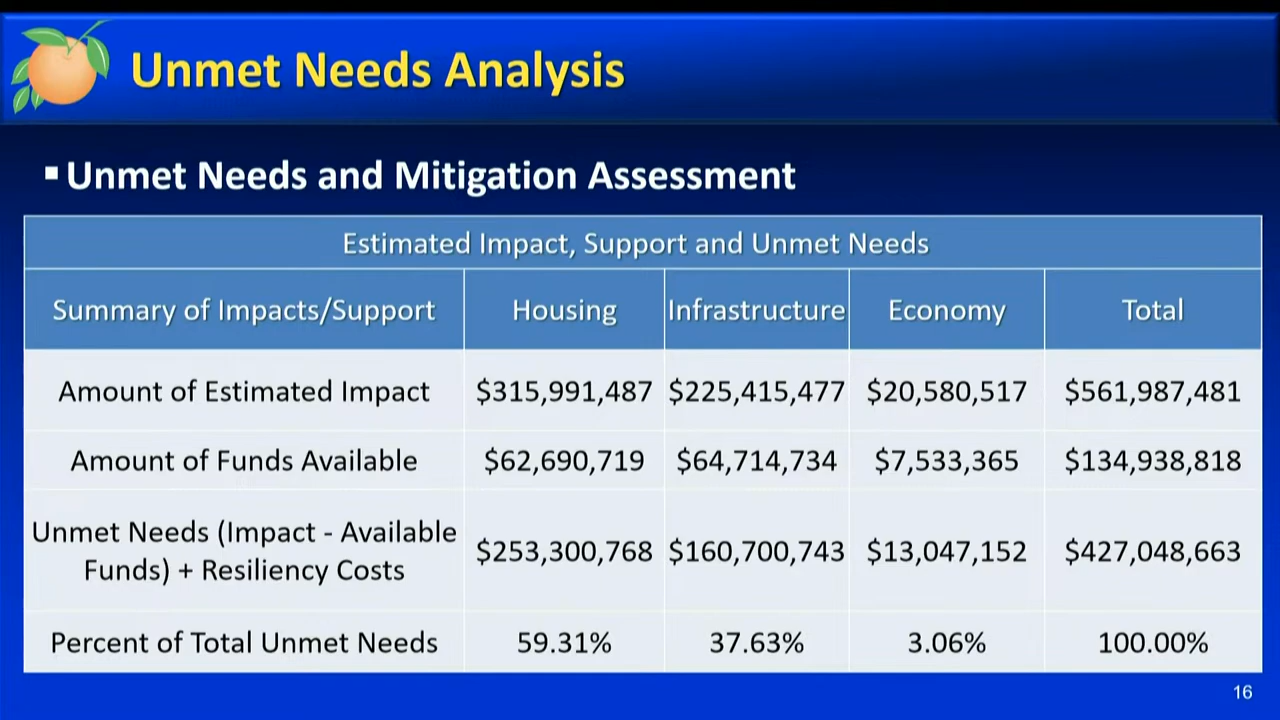 Unmet Needs Analysis
▪ Unmet Needs and Mitigation Assessment
Estimated Impact, Support and Unmet Needs
Summary of Impacts/Support Housing Infrastructure Economy Total
Amount of Estimated Impact $315,991,487 $225,415,477 $20,580,517 $561,987,481
Amount of Funds Available $62,690,719 $64,714,734 $7,533,365 $134,938,818
Unmet Needs (Impact - Available
Funds) + Resiliency Costs $253,300,768 $160,700,743 $13,047,152 $427,048,663
Percent of Total Unmet Needs 59.31% 37.63% 3.06% 100.00%
16